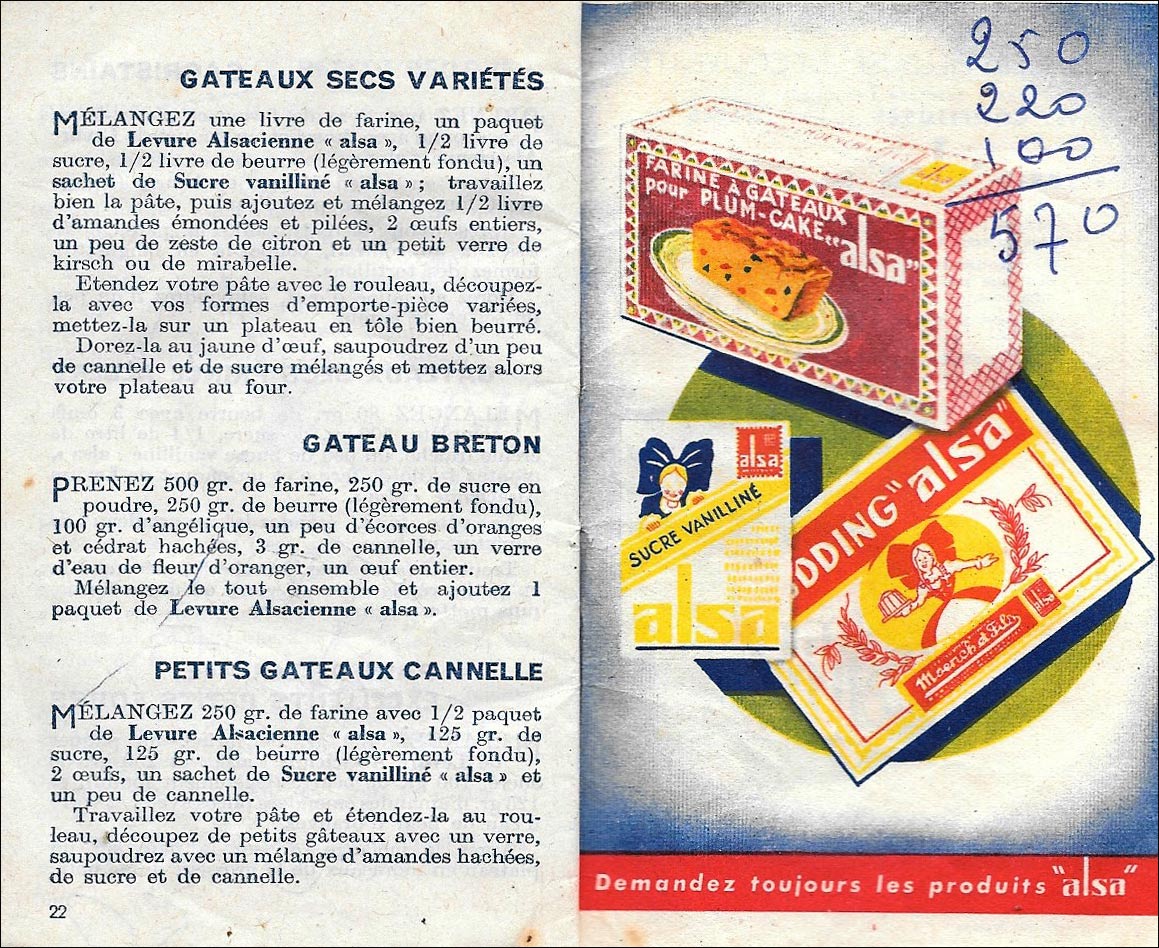 GATEAUX SECS VARIÉTÉS
MÉLANGEZ une livre de farine, un paquet
de Levure Alsacienne « alsa », 1/2 livre de
sucre, 1/2 livre de beurre (légèrement fondu), un
sachet de Sucre vanilliné « alsa » ; travaillez
bien la pâte, puis ajoutez et mélangez 1/2 livre
d'amandes émondées et pilées, 2 œufs entiers,
un peu de zeste de citron et un petit verre de
kirsch ou de mirabelle.
Etendez votre pâte avec le rouleau, découpez-
la avec vos formes d'emporte-pièce variées,
mettez-la sur un plateau en tôle bien beurré.
Dorez-la au jaune d'œuf, saupoudrez d'un peu
de cannelle et de sucre mélangés et mettez alors
votre plateau au four.
GATEAU BRETON
PRENEZ 500 gr. de farine, 250 gr. de sucre en
poudre, 250 gr. de beurre (légèrement fondu),
100 gr. d'angélique, un peu d'écorces d'oranges
et cédrat hachées, 3 gr. de cannelle, un verre
d'eau de fleur d'oranger, un œuf entier.
Mélangez le tout ensemble et ajoutez 1
paquet de Levure Alsacienne « alsa ».
PETITS GATEAUX CANNELLE
MÉLANGEZ 250 gr. de farine avec 1/2 paquet
de Levure Alsacienne « alsa », 125 gr. de
sucre, 125 gr. de beurre (légèrement fondu),
2 œufs, un sachet de Sucre vanilliné « alsa » et
un peu de cannelle.
Travaillez votre pâte et étendez-la au rou-
leau, découpez de petits gâteaux avec un verre,
saupoudrez avec un mélange d'amandes hachées,
de sucre et de cannelle.
22
250
220
100
570
FARINE À GATEAUX
pour PLUM-CAKE "alsa"
alsa
SUCRE VANILLINÉ
alsa
DDING "alsa"
Moench et Fils
alsa
Demandez toujours les produits "alsa"